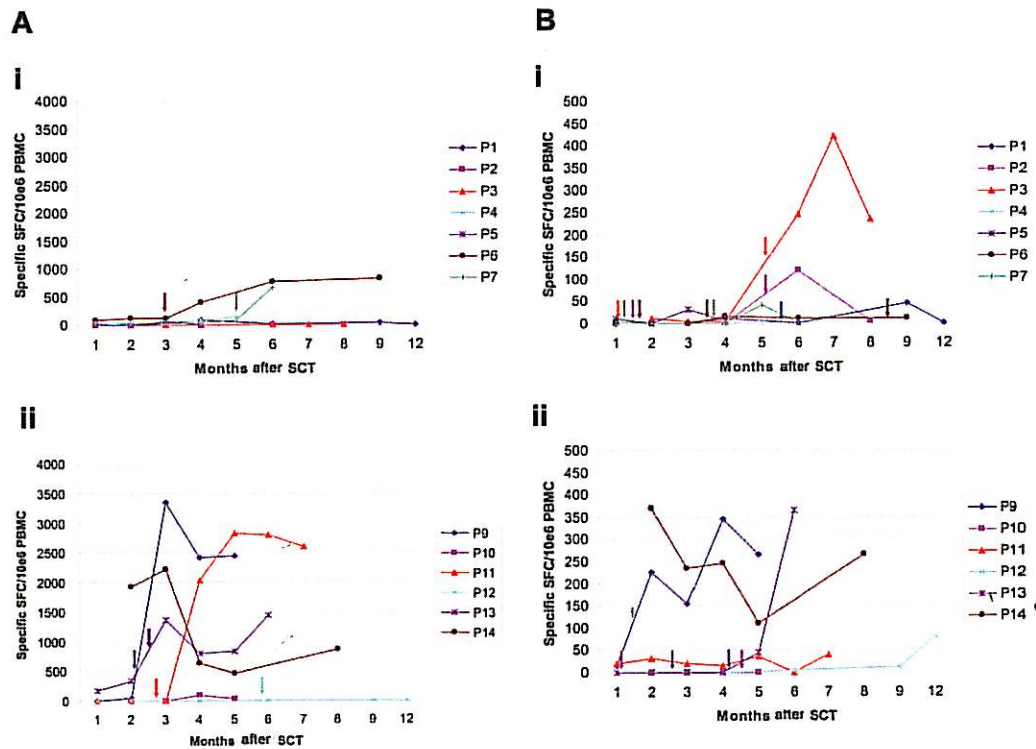 A
i
4000
3500
3000
2500
2000
1500
1000
500
0
Specific SFC/10e6 PBMC
1 2 3 4 5 6 7 8 9 12
Months after SCT
P1
P2
P3
P4
P5
P6
P7
B
i
500
450
400
350
300
250
200
150
100
50
0
Specific SFC/10e6 PBMC
1 2 3 4 6 7 8 9 12
Months after SCT
P1
P2
P3
P4
P5
P6
P7
ii
4000
3500
3000
2500
2000
1500
1000
500
0
Specific SFC/10e6 PBMC
1 2 3 4 5 6 7 8 9 12
Months after SCT
P9
P10
P11
P12
P13
P14
ii
500
450
400
350
300
250
200
150
100
50
0
Specific SFC/10e6 PBMC
1 2 3 4 5 6 7 8 9 12
Months after SCT
P9
P10
P11
P12
P13
P14